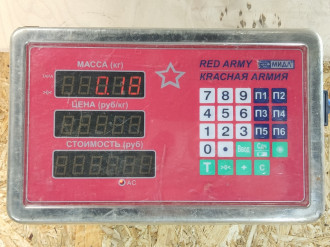 МАССА (кг)
RED ARMY МИДЛ
КРАСНАЯ АРМИЯ
0.18
ЦЕНА (руб/кг)
СТОИМОСТЬ (руб)
AC
7 8 9 П1 П2
4 5 6 П3 П4
1 2 3 П5 П6
0 •
T + C